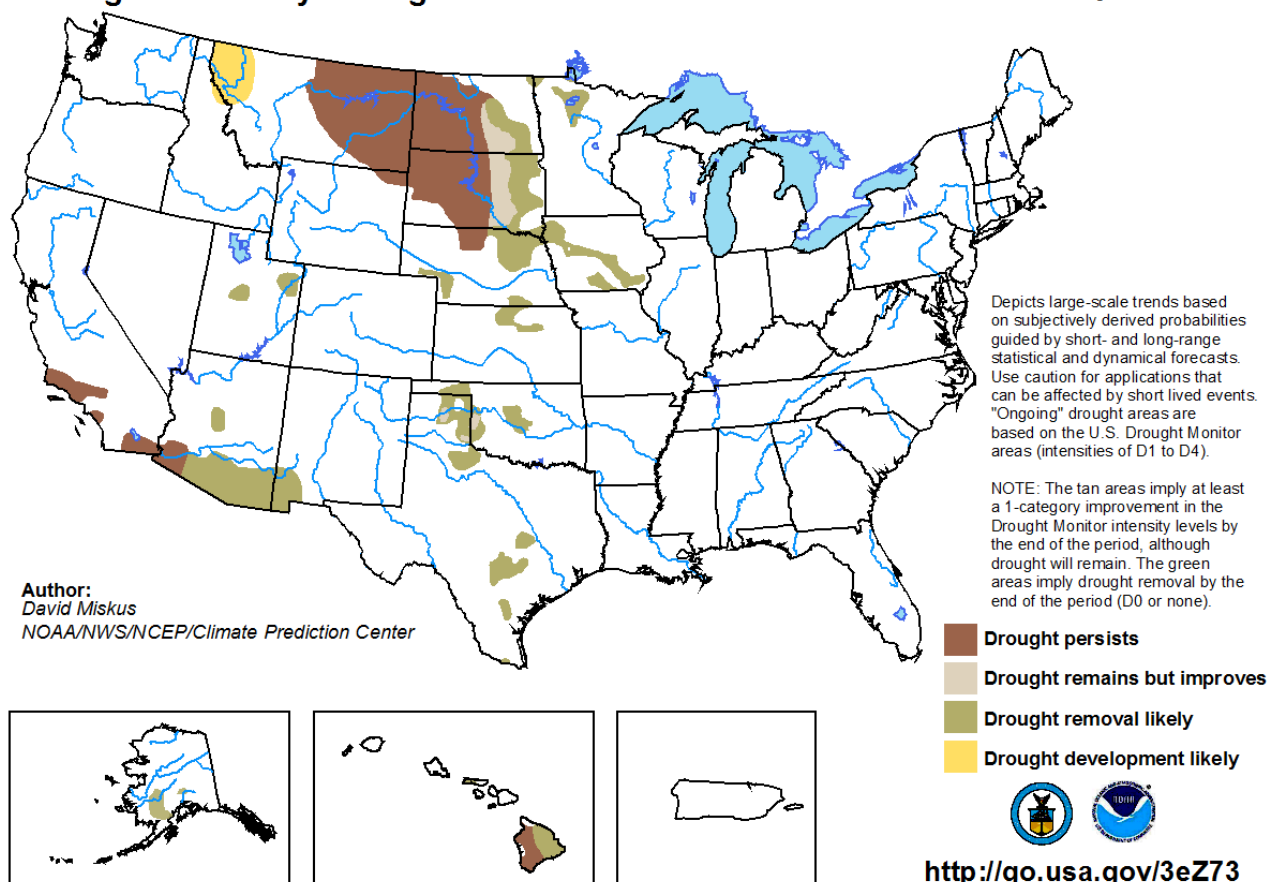 Depicts large-scale trends based
on subjectively derived probabilities
guided by short- and long-range
statistical and dynamical forecasts.
Use caution for applications that
can be affected by short lived events.
"Ongoing" drought areas are
based on the U.S. Drought Monitor
areas (intensities of D1 to D4).
NOTE: The tan areas imply at least
a 1-category improvement in the
Drought Monitor intensity levels by
the end of the period, although
drought will remain. The green
areas imply drought removal by the
end of the period (D0 or none).
Author:
David Miskus
NOAA/NWS/NCEP/Climate Prediction Center
Drought persists
Drought remains but improves
Drought removal likely
Drought development likely
http://go.usa.gov/3eZ73